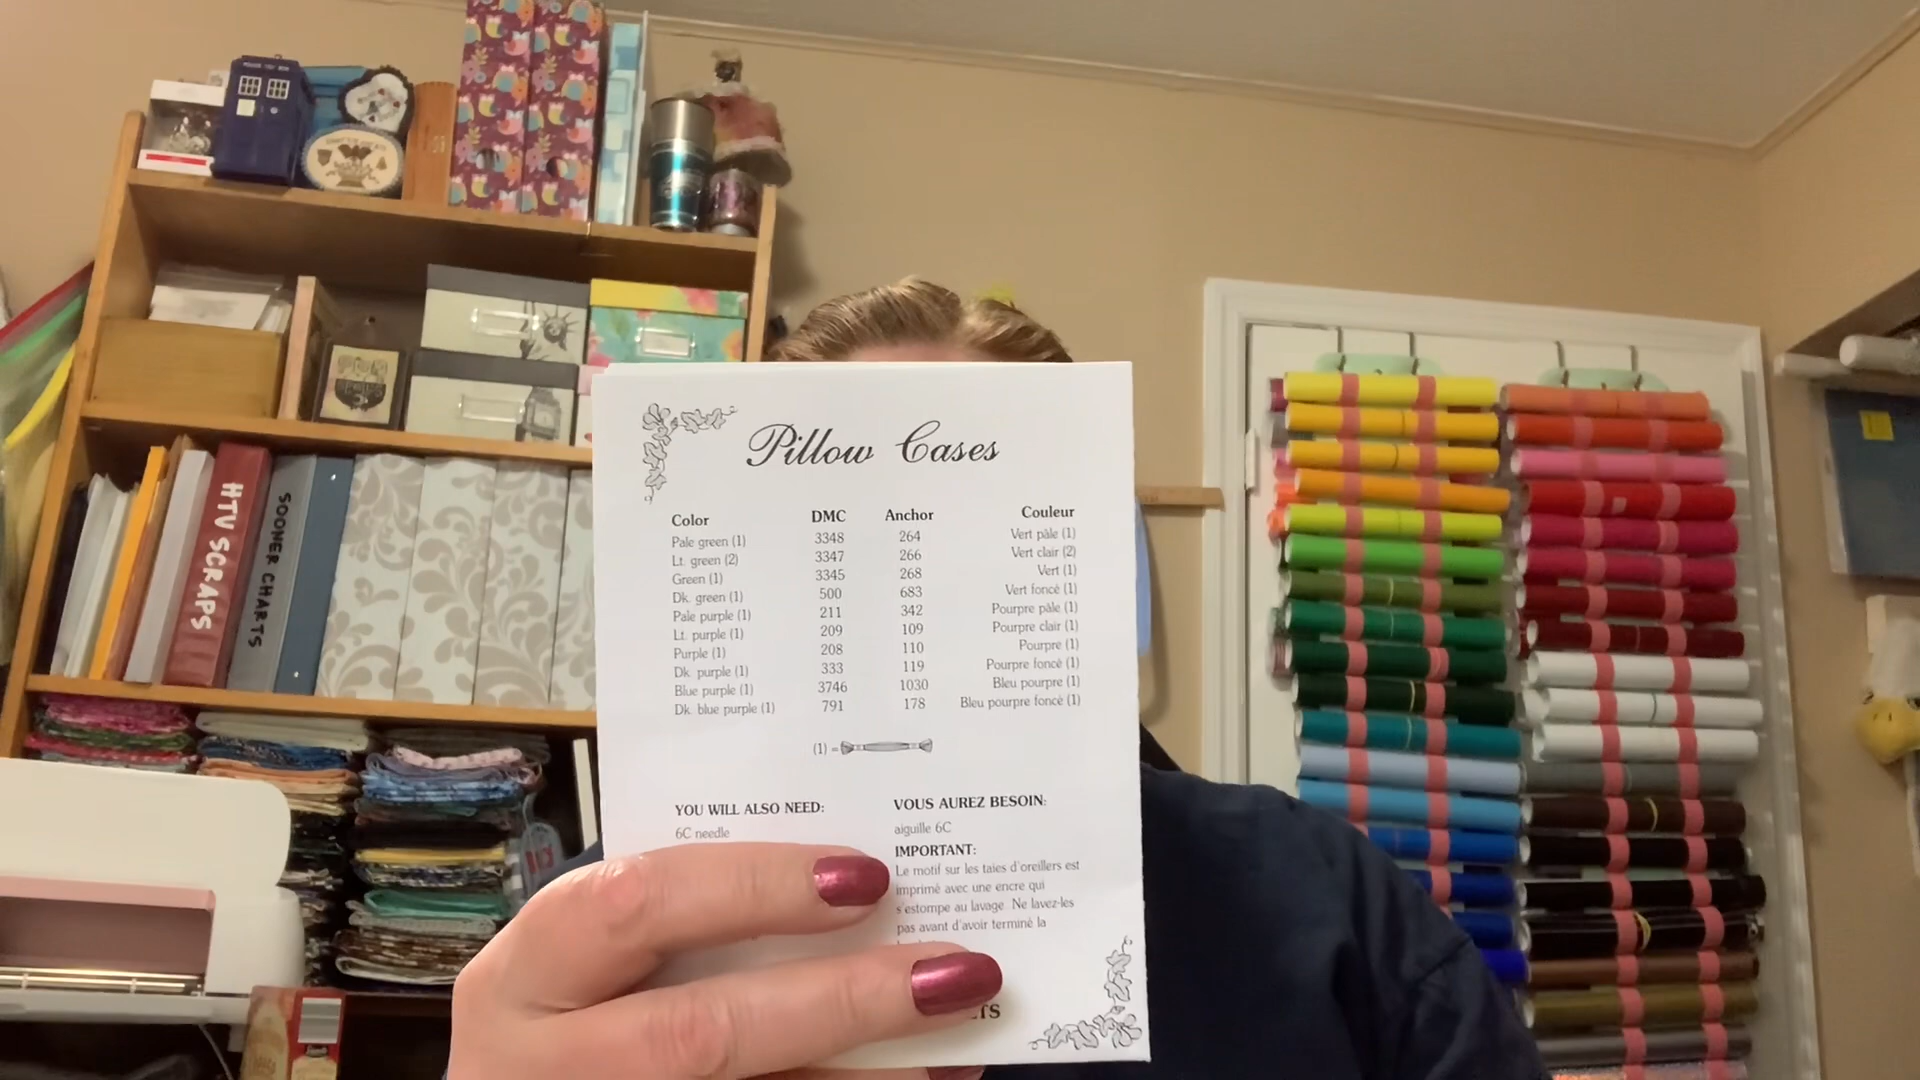 POLICE BOX
HTV SCRAPS
SOONER CHARTS
Pillow Cases
Color DMC Anchor Couleur
Pale green (1) 3348 264 Vert pâle (1)
Lt. green (2) 3347 266 Vert clair (2)
Green (1) 3345 268 Vert (1)
Dk. green (1) 500 683 Vert foncé (1)
Pale purple (1) 211 342 Pourpre pâle (1)
Lt. purple (1) 209 109 Pourpre clair (1)
Purple (1) 208 110 Pourpre (1)
Dk. purple (1) 333 119 Pourpre foncé (1)
Blue purple (1) 3746 1030 Bleu pourpre (1)
Dk. blue purple (1) 791 178 Bleu pourpre foncé (1)
(1) =
YOU WILL ALSO NEED:
6C needle
VOUS AUREZ BESOIN:
aiguille 6C
IMPORTANT:
Le motif sur les taies d'oreillers est
imprimé avec une encre qui
s'estompe au lavage. Ne lavez-les
pas avant d'avoir terminé la